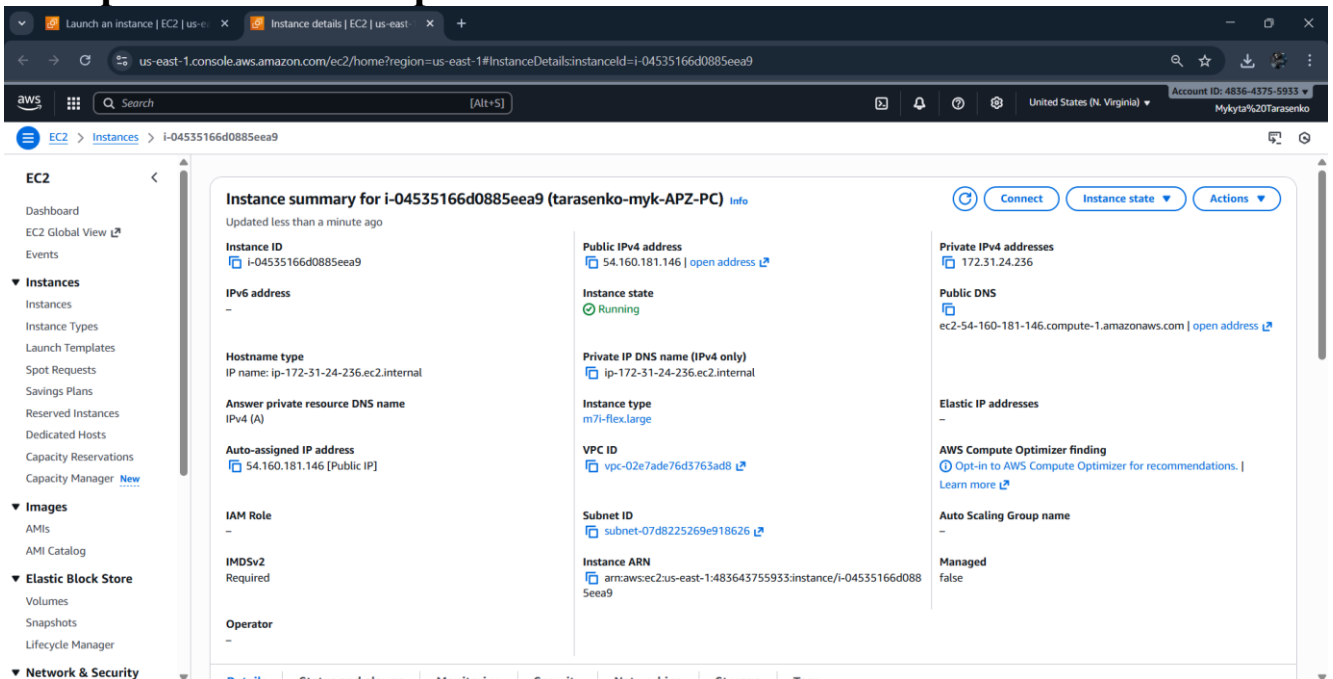 Launch an instance | EC2 | us-ea
Instance details | EC2 | us-east-1
us-east-1.console.aws.amazon.com/ec2/home?region=us-east-1#InstanceDetails:instanceId=i-04535166d0885eea9
aws
Search [Alt+S]
United States (N. Virginia)
Account ID: 4836-4375-5933
Mykyta%20Tarasenko
EC2 > Instances > i-04535166d0885eea9
EC2
Dashboard
EC2 Global View
Events
Instances
Instances
Instance Types
Launch Templates
Spot Requests
Savings Plans
Reserved Instances
Dedicated Hosts
Capacity Reservations
Capacity Manager New
Images
AMIs
AMI Catalog
Elastic Block Store
Volumes
Snapshots
Lifecycle Manager
Network & Security
Instance summary for i-04535166d0885eea9 (tarasenko-myk-APZ-PC) Info
Updated less than a minute ago
Connect
Instance state
Actions
Instance ID
i-04535166d0885eea9
Public IPv4 address
54.160.181.146 | open address
Private IPv4 addresses
172.31.24.236
IPv6 address
–
Instance state
Running
Public DNS
ec2-54-160-181-146.compute-1.amazonaws.com | open address
Hostname type
IP name: ip-172-31-24-236.ec2.internal
Private IP DNS name (IPv4 only)
ip-172-31-24-236.ec2.internal
Answer private resource DNS name
IPv4 (A)
Instance type
m7i-flex.large
Elastic IP addresses
–
Auto-assigned IP address
54.160.181.146 [Public IP]
VPC ID
vpc-02e7ade76d3763ad8
AWS Compute Optimizer finding
Opt-in to AWS Compute Optimizer for recommendations. |
Learn more
IAM Role
–
Subnet ID
subnet-07d8225269e918626
Auto Scaling Group name
–
IMDSv2
Required
Instance ARN
arn:aws:ec2:us-east-1:483643755933:instance/i-04535166d088
5eea9
Managed
false
Operator
–